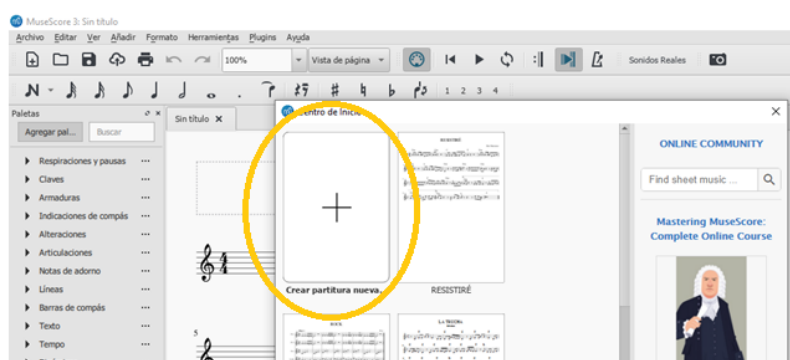 MuseScore 3: Sin título
Archivo Editar Ver Añadir Formato Herramientas Plugins Ayuda
100% Vista de página Sonidos Reales
1 2 3 4
Paletas
Agregar pal... Buscar
Sin título
Centro de Inicio
Respiraciones y pausas ...
Claves ...
Armaduras ...
Indicaciones de compás ...
Alteraciones ...
Articulaciones ...
Notas de adorno ...
Líneas ...
Barras de compás ...
Texto ...
Tempo ...
5
Crear partitura nueva.
RESISTIRÉ
RESISTIRÉ
ONLINE COMMUNITY
Find sheet music ...
Mastering MuseScore:
Complete Online Course